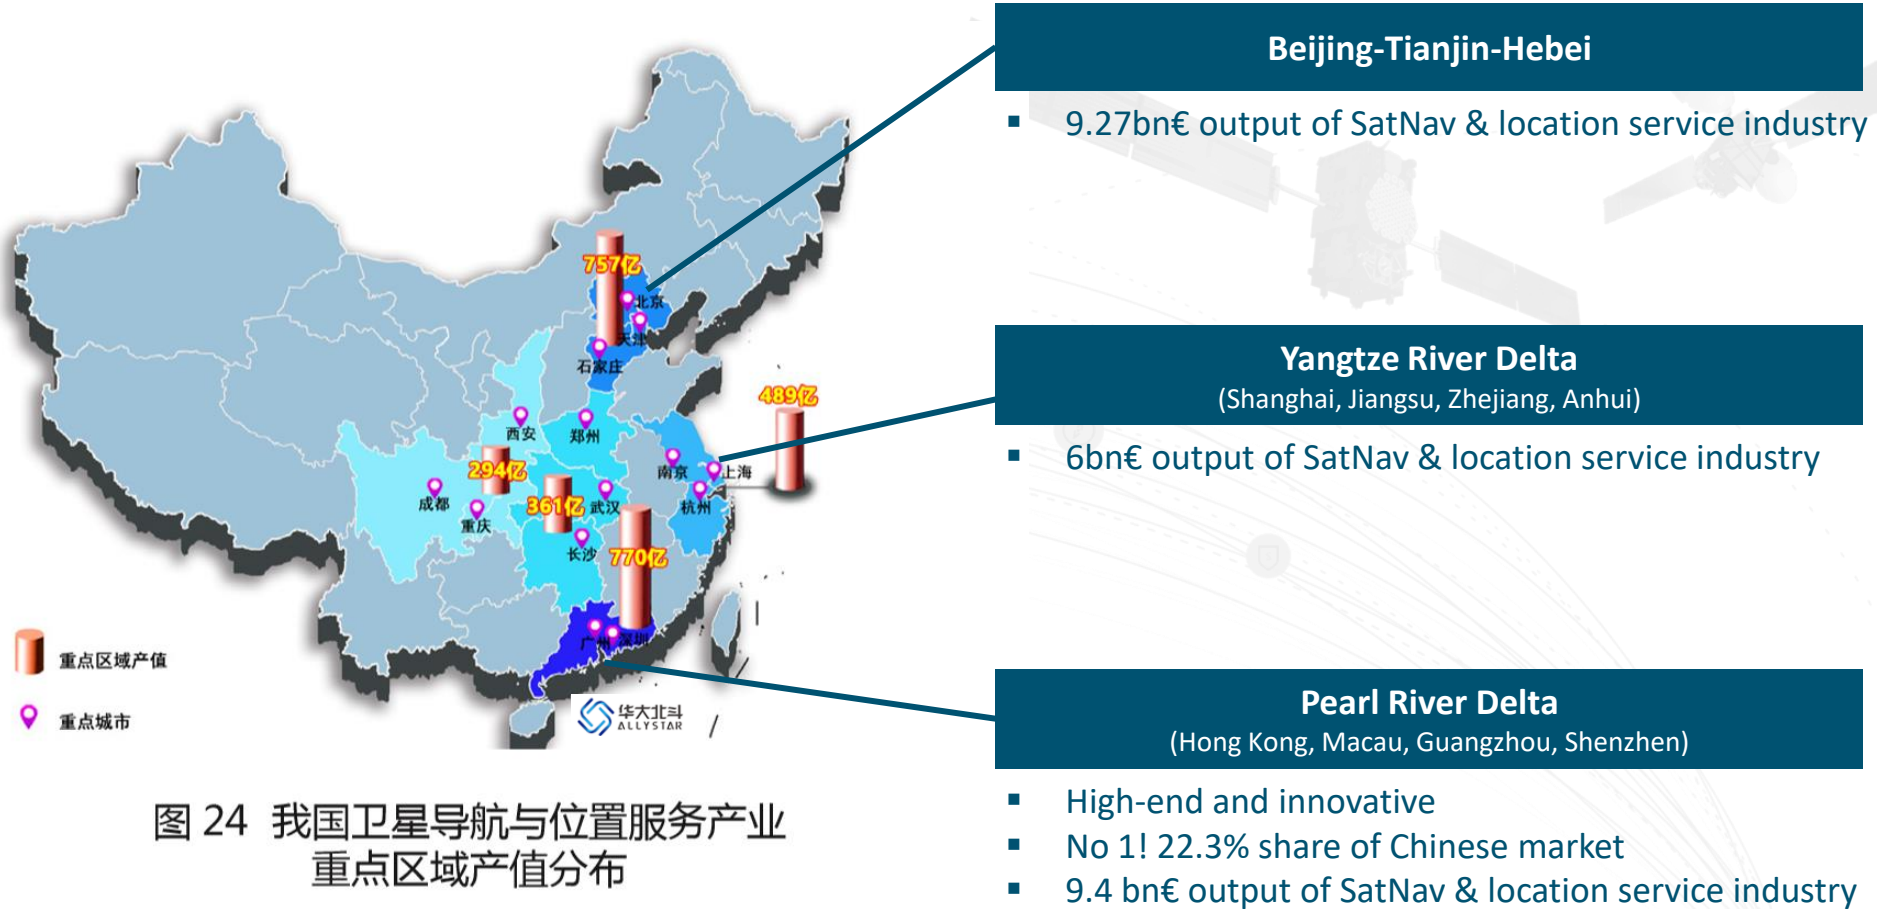 757亿
北京
天津
石家庄
489亿
西安
郑州
294亿
南京
上海
成都
361亿
武汉
杭州
重庆
长沙
770亿
广州
深圳
重点区域产值
重点城市
华大北斗
ALLYSTAR
图 24 我国卫星导航与位置服务产业
重点区域产值分布
Beijing-Tianjin-Hebei
▪ 9.27bn€ output of SatNav & location service industry
Yangtze River Delta
(Shanghai, Jiangsu, Zhejiang, Anhui)
▪ 6bn€ output of SatNav & location service industry
Pearl River Delta
(Hong Kong, Macau, Guangzhou, Shenzhen)
▪ High-end and innovative
▪ No 1! 22.3% share of Chinese market
▪ 9.4 bn€ output of SatNav & location service industry